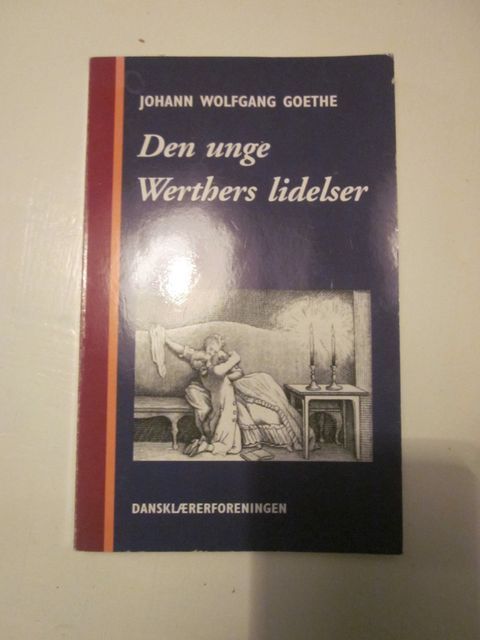 JOHANN WOLFGANG GOETHE
Den unge
Werthers lidelser
DANSKLÆRERFORENINGEN